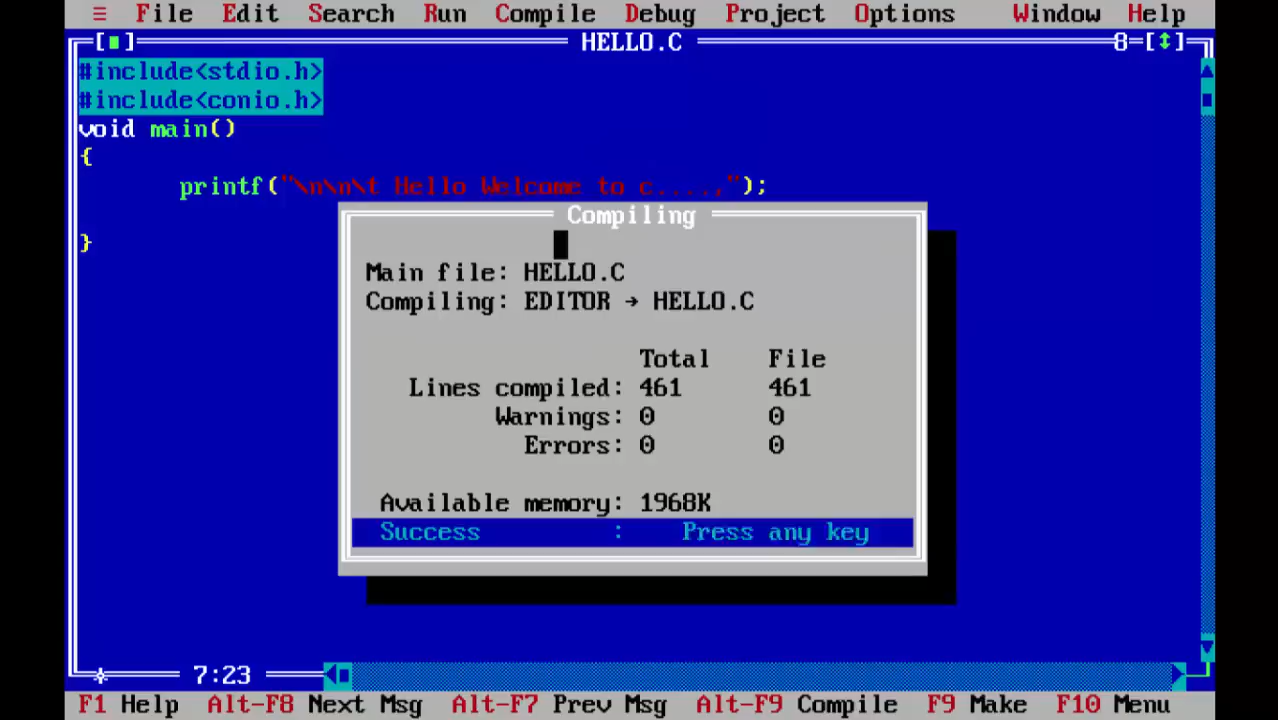 ≡ File Edit Search Run Compile Debug Project Options Window Help
[■] HELLO.C 8=[↕]
#include<stdio.h>
#include<conio.h>
void main()
{
printf("\n\n\t Hello Welcome to c....,");
}
Compiling
Main file: HELLO.C
Compiling: EDITOR → HELLO.C
Total File
Lines compiled: 461 461
Warnings: 0 0
Errors: 0 0
Available memory: 1968K
Success : Press any key
7:23
F1 Help Alt-F8 Next Msg Alt-F7 Prev Msg Alt-F9 Compile F9 Make F10 Menu